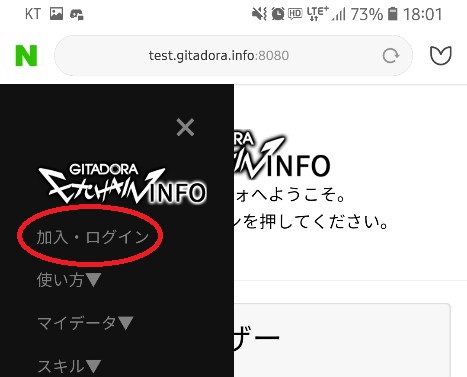 KT HD LTE+ 73% 18:01
N test.gitadora.info:8080
×
GITADORA
EXCHAIN INFO
RA
INFO
ォへようこそ。
加入・ログイン
ンを押してください。
使い方▼
マイデータ▼
ザー
スキル▼